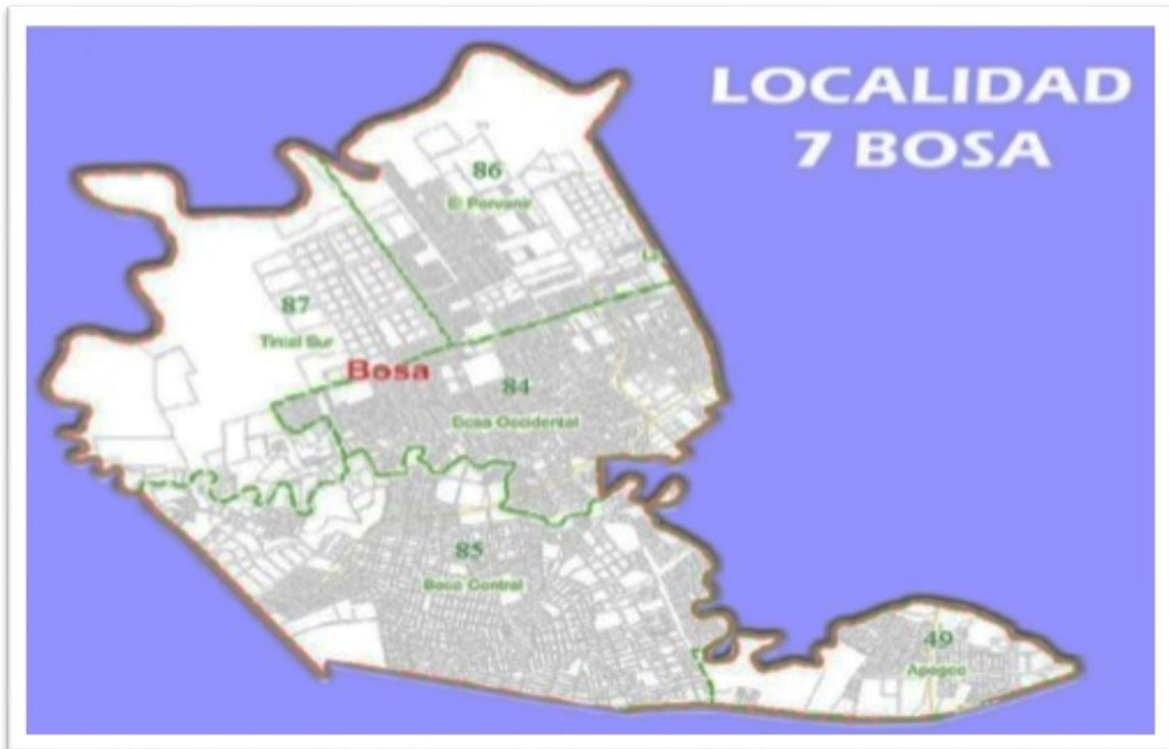 LOCALIDAD
7 BOSA
86
El Porvenir
87
Tintal Sur
Bosa
84
Bosa Occidental
85
Bosa Central
49
Apogeo